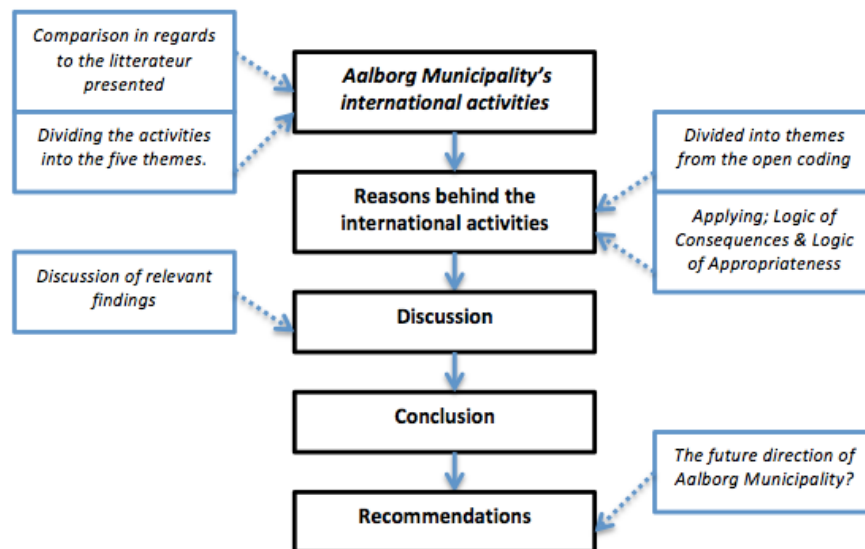 Comparison in regards
to the litterateur
presented
Dividing the activities
into the five themes.
Aalborg Municipality's
international activities
Reasons behind the
international activities
Divided into themes
from the open coding
Applying; Logic of
Consequences & Logic
of Appropriateness
Discussion of relevant
findings
Discussion
Conclusion
Recommendations
The future direction of
Aalborg Municipality?